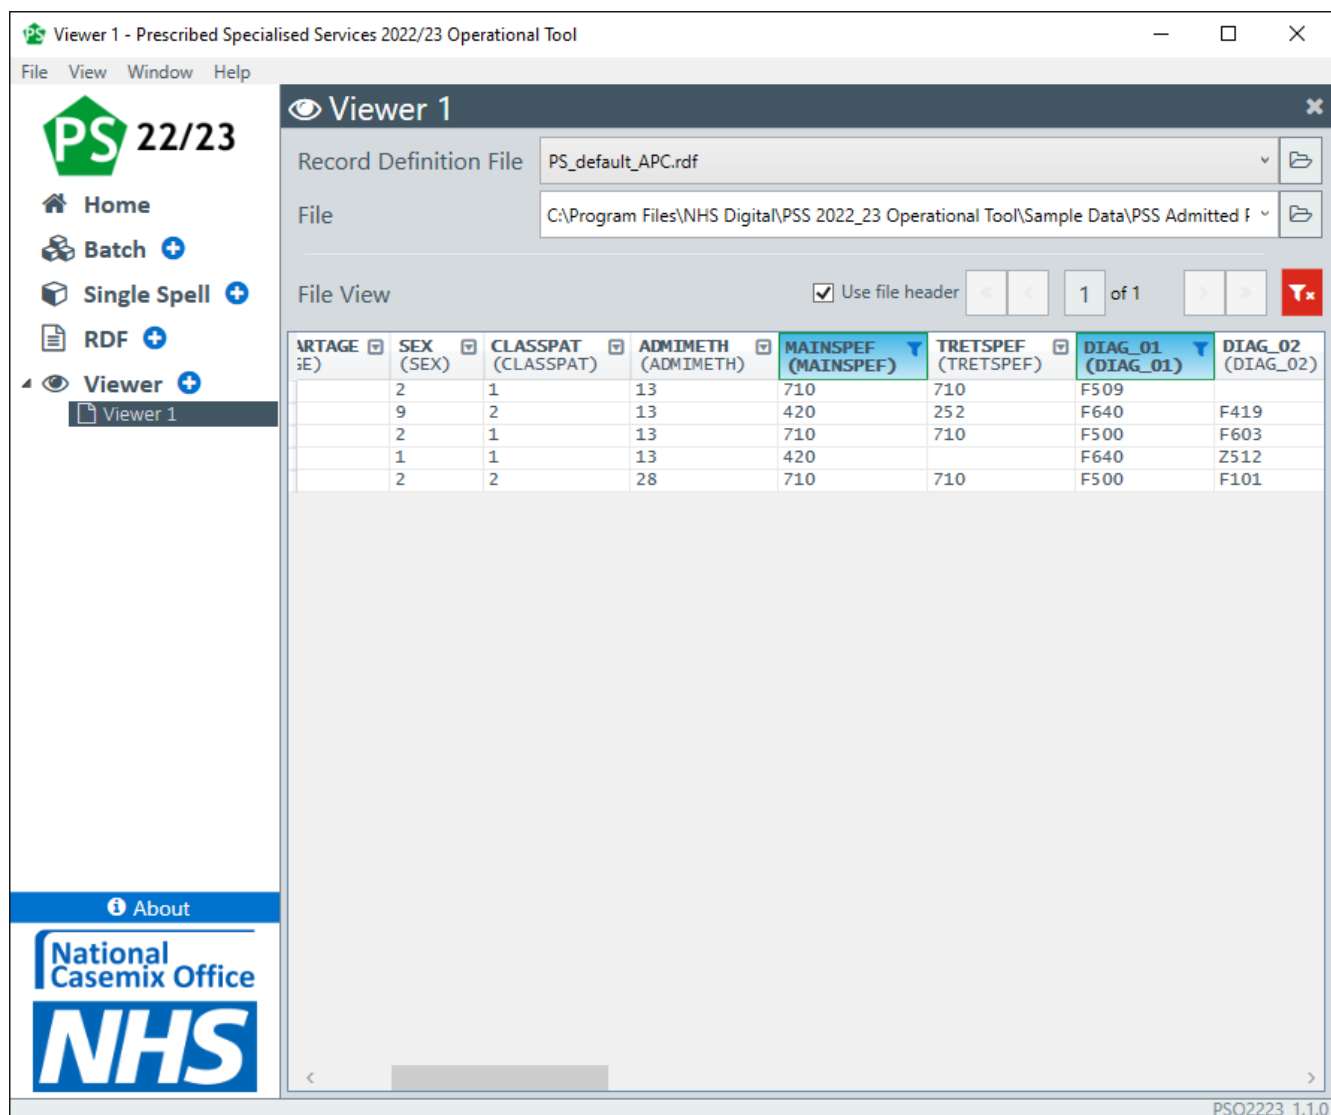 Viewer 1 - Prescribed Specialised Services 2022/23 Operational Tool
File View Window Help
PS 22/23
Home
Batch
Single Spell
RDF
Viewer
Viewer 1
About
National
Casemix Office
NHS
Viewer 1
Record Definition File PS_default_APC.rdf
File C:\Program Files\NHS Digital\PSS 2022_23 Operational Tool\Sample Data\PSS Admitted F
File View Use file header 1 of 1
ARTAGE SEX CLASSPAT ADMIMETH MAINSPEF TRETSPEF DIAG_01 DIAG_02
GE) (SEX) (CLASSPAT) (ADMIMETH) (MAINSPEF) (TRETSPEF) (DIAG_01) (DIAG_02)
2 1 13 710 710 F509
9 2 13 420 252 F640 F419
2 1 13 710 710 F500 F603
1 1 13 420 F640 Z512
2 2 28 710 710 F500 F101
PSO2223 1.1.0